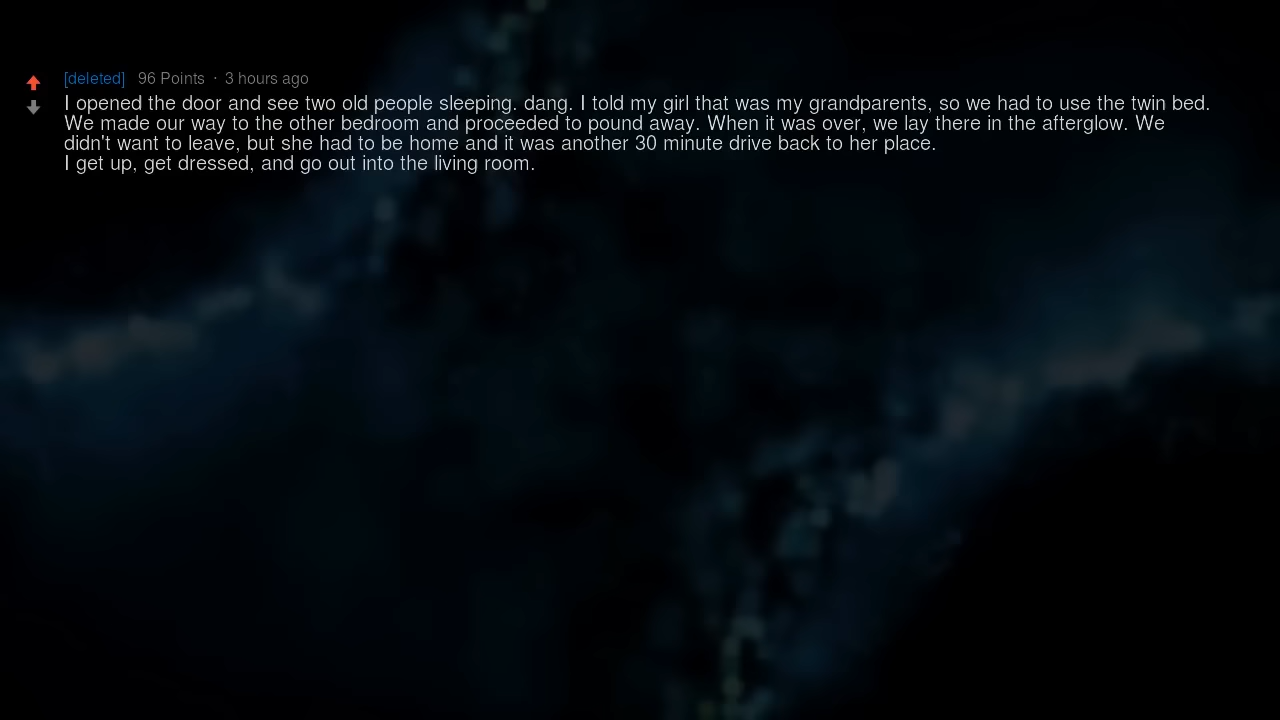 [deleted] 96 Points · 3 hours ago
I opened the door and see two old people sleeping. dang. I told my girl that was my grandparents, so we had to use the twin bed.
We made our way to the other bedroom and proceeded to pound away. When it was over, we lay there in the afterglow. We
didn't want to leave, but she had to be home and it was another 30 minute drive back to her place.
I get up, get dressed, and go out into the living room.